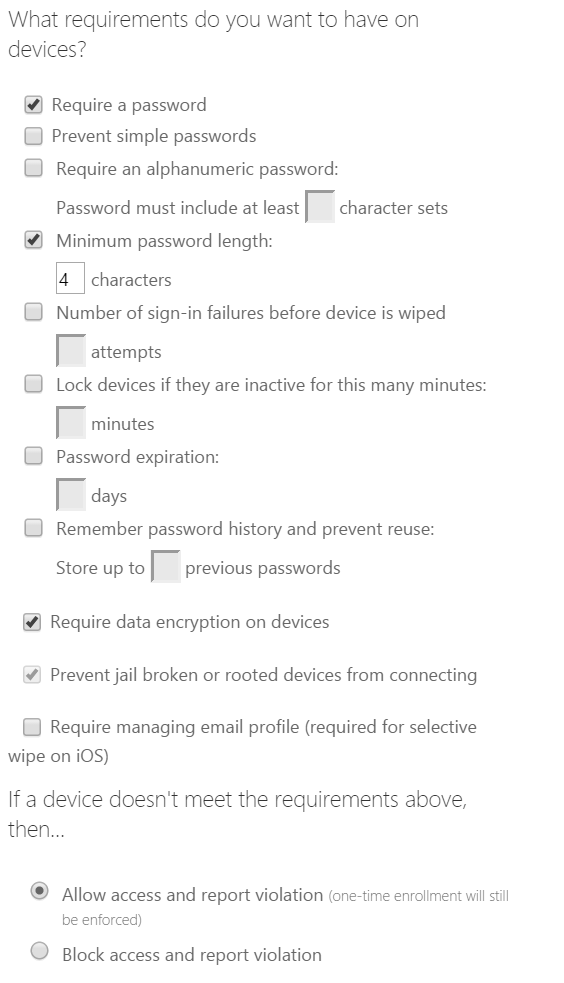 What requirements do you want to have on
devices?
Require a password
Prevent simple passwords
Require an alphanumeric password:
Password must include at least character sets
Minimum password length:
4 characters
Number of sign-in failures before device is wiped
attempts
Lock devices if they are inactive for this many minutes:
minutes
Password expiration:
days
Remember password history and prevent reuse:
Store up to previous passwords
Require data encryption on devices
Prevent jail broken or rooted devices from connecting
Require managing email profile (required for selective
wipe on iOS)
If a device doesn't meet the requirements above,
then...
Allow access and report violation (one-time enrollment will still
be enforced)
Block access and report violation